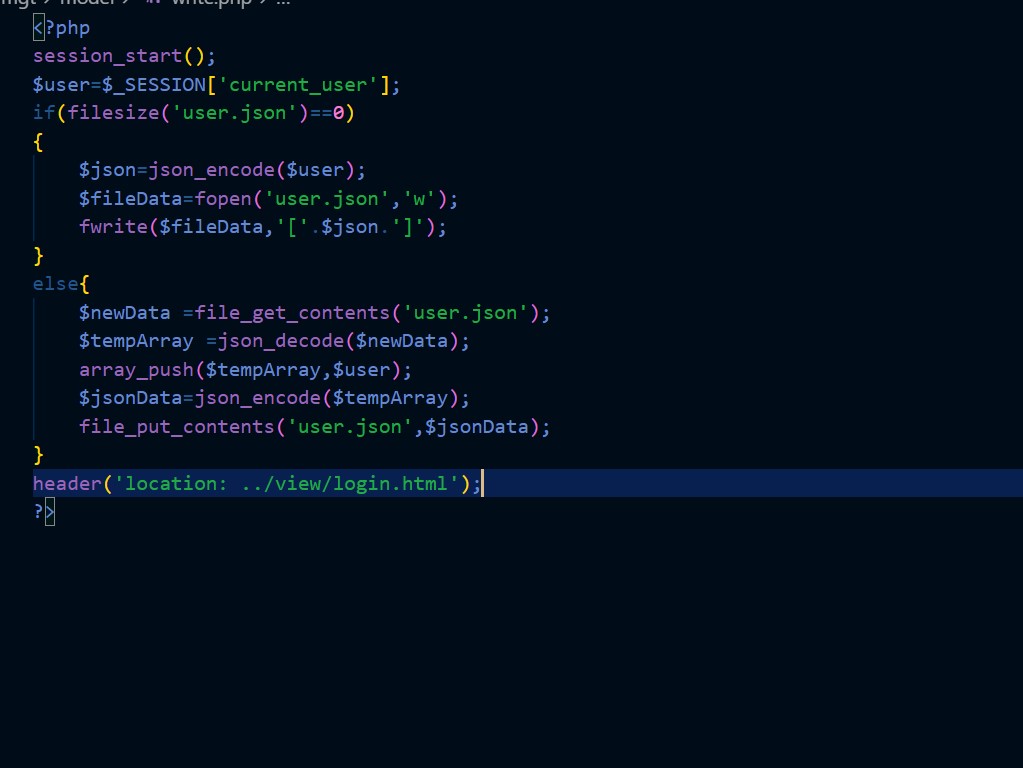 mgt > model > write.php > ...
<?php
session_start();
$user=$_SESSION['current_user'];
if(filesize('user.json')==0)
{
    $json=json_encode($user);
    $fileData=fopen('user.json','w');
    fwrite($fileData,'['.$json.']');
}
else{
    $newData =file_get_contents('user.json');
    $tempArray =json_decode($newData);
    array_push($tempArray,$user);
    $jsonData=json_encode($tempArray);
    file_put_contents('user.json',$jsonData);
}
header('location: ../view/login.html');
?>